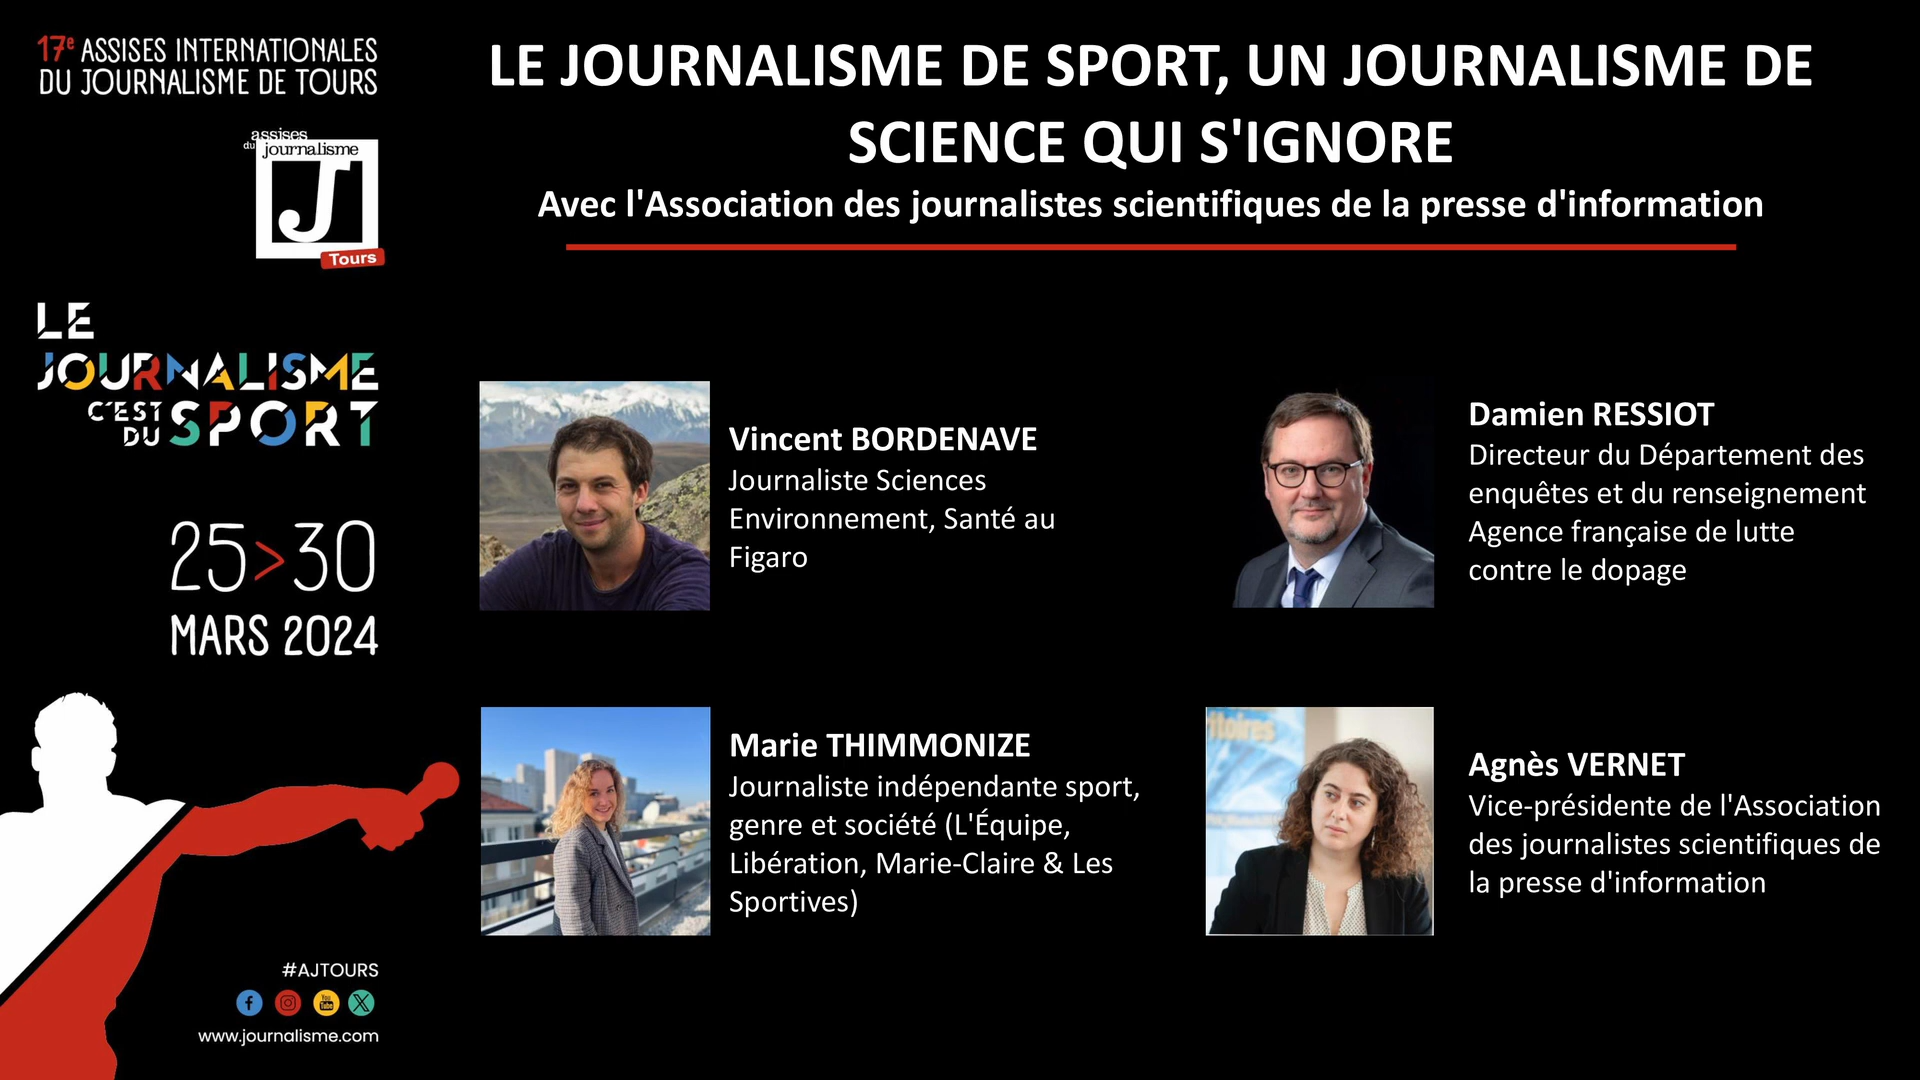 17e ASSISES INTERNATIONALES
DU JOURNALISME DE TOURS
assises
du journalisme
J
Tours
LE
JOURNALISME
C'EST
DU SPORT
25>30
MARS 2024
#AJTOURS
You
Tube
www.journalisme.com
LE JOURNALISME DE SPORT, UN JOURNALISME DE
SCIENCE QUI S'IGNORE
Avec l'Association des journalistes scientifiques de la presse d'information
Vincent BORDENAVE
Journaliste Sciences
Environnement, Santé au
Figaro
Damien RESSIOT
Directeur du Département des
enquêtes et du renseignement
Agence française de lutte
contre le dopage
Marie THIMMONIZE
Journaliste indépendante sport,
genre et société (L'Équipe,
Libération, Marie-Claire & Les
Sportives)
ritoires
Agnès VERNET
Vice-présidente de l'Association
des journalistes scientifiques de
la presse d'information